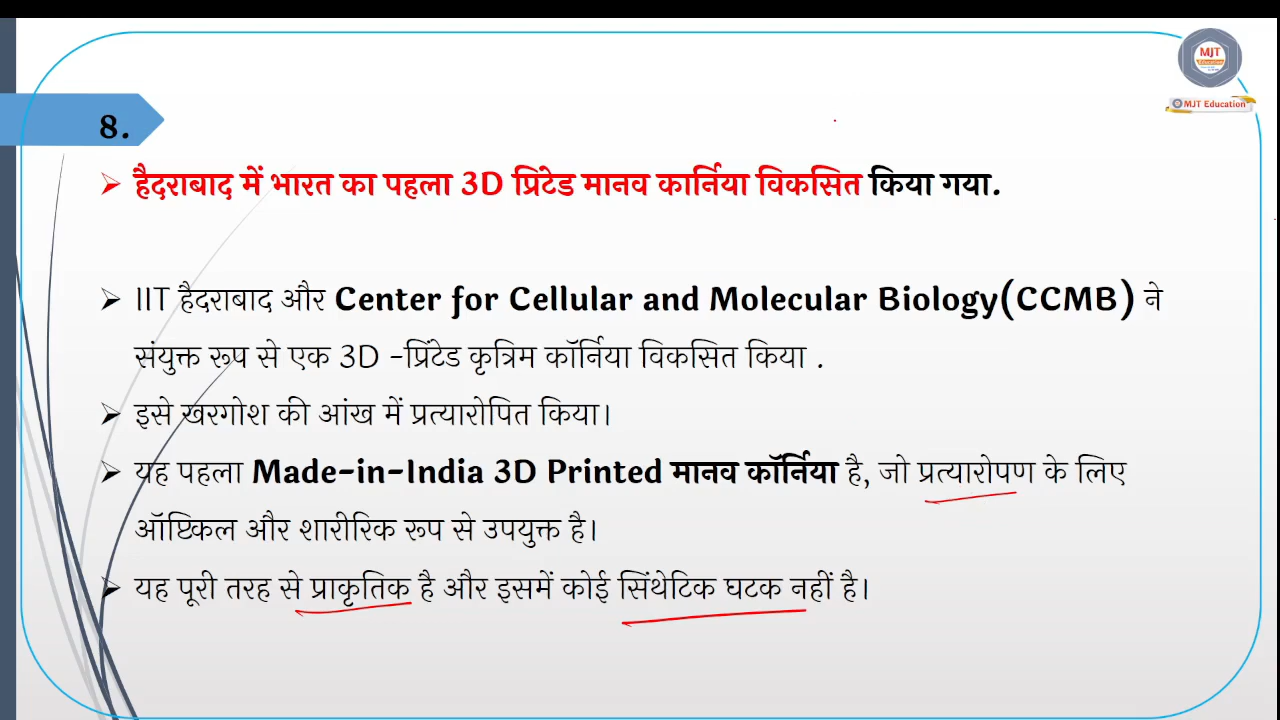 MJT
Education
MJT Education
8.
➢ हैदराबाद में भारत का पहला 3D प्रिंटेड मानव कार्निया विकसित किया गया.
➢ IIT हैदराबाद और Center for Cellular and Molecular Biology(CCMB) ने
संयुक्त रूप से एक 3D -प्रिंटेड कृत्रिम कॉर्निया विकसित किया .
➢ इसे खरगोश की आंख में प्रत्यारोपित किया।
➢ यह पहला Made-in-India 3D Printed मानव कॉर्निया है, जो प्रत्यारोपण के लिए
ऑप्टिकल और शारीरिक रूप से उपयुक्त है।
➢ यह पूरी तरह से प्राकृतिक है और इसमें कोई सिंथेटिक घटक नहीं है।